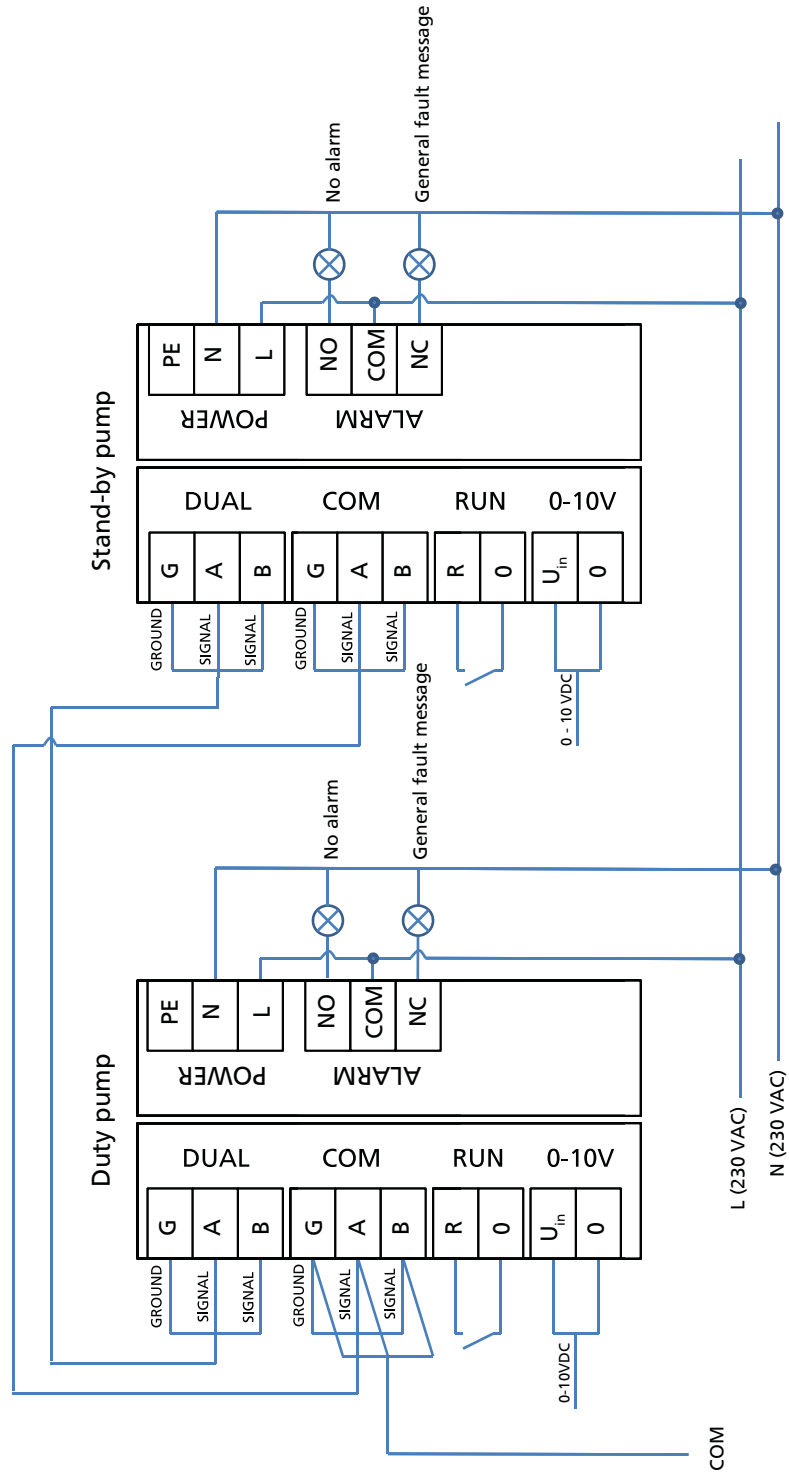 Stand-by pump
No alarm
General fault message
PE
N
L
NO
COM
NC
POWER
ALARM
DUAL
COM
RUN
0-10V
G
A
B
G
A
B
R
0
Uin
0
GROUND
SIGNAL
SIGNAL
GROUND
SIGNAL
SIGNAL
0 - 10 VDC
Duty pump
No alarm
General fault message
PE
N
L
NO
COM
NC
POWER
ALARM
DUAL
COM
RUN
0-10V
G
A
B
G
A
B
R
0
Uin
0
GROUND
SIGNAL
SIGNAL
GROUND
SIGNAL
SIGNAL
0-10VDC
L (230 VAC)
N (230 VAC)
COM